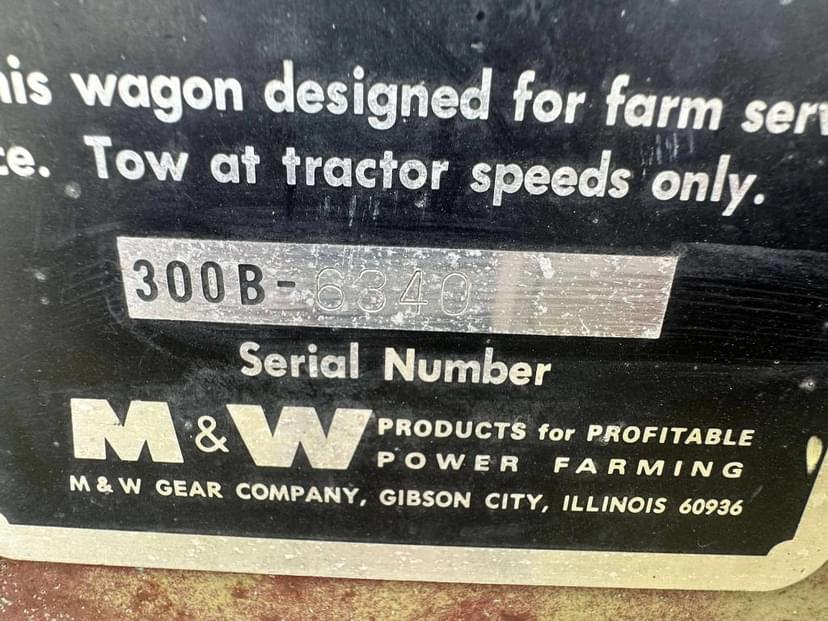 his wagon designed for farm serv
ce. Tow at tractor speeds only.
300B-6340
Serial Number
M & W PRODUCTS for PROFITABLE
POWER FARMING
M & W GEAR COMPANY, GIBSON CITY, ILLINOIS 60936